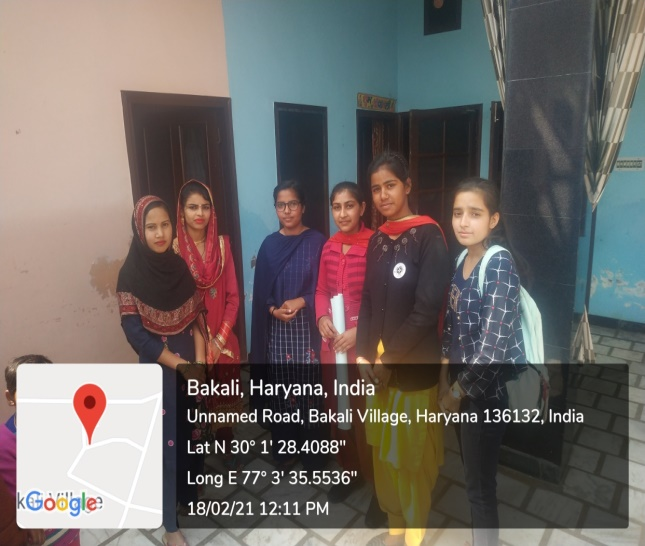 Bakali, Haryana, India
Unnamed Road, Bakali Village, Haryana 136132, India
Lat N 30° 1' 28.4088"
Long E 77° 3' 35.5536"
18/02/21 12:11 PM
Village
Google